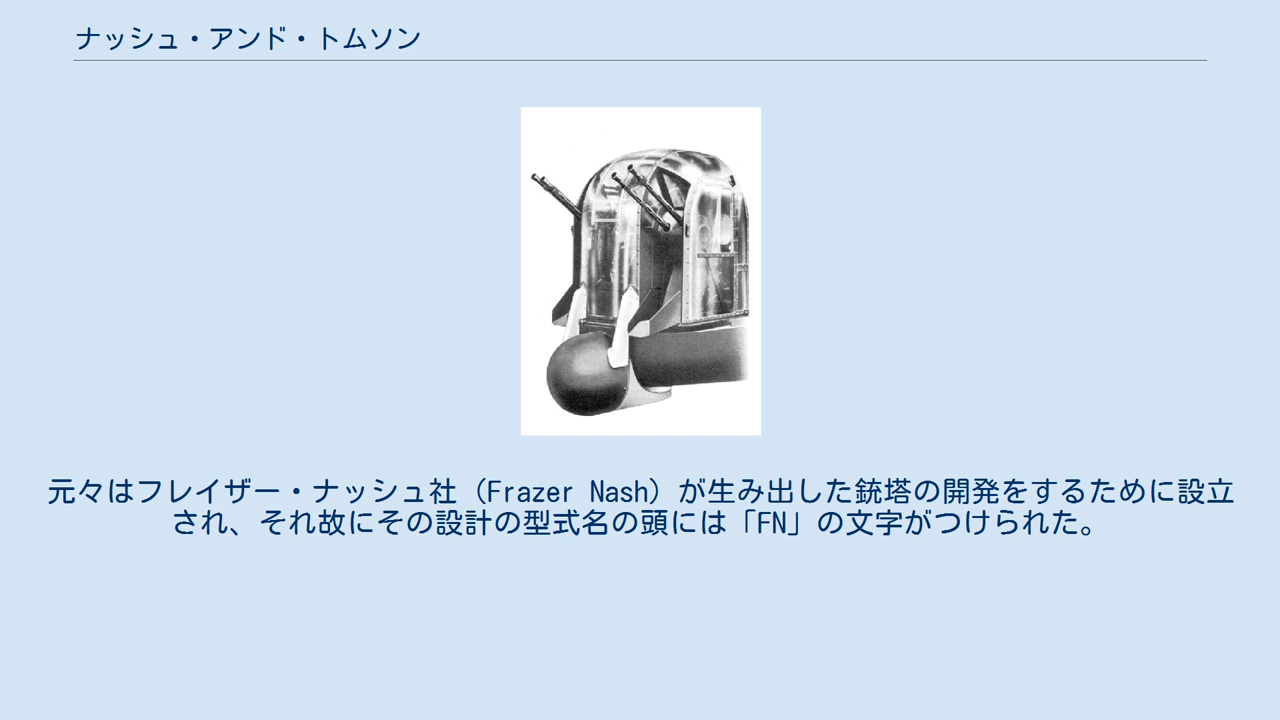 ナッシュ・アンド・トムソン
元々はフレイザー・ナッシュ社（Frazer Nash）が生み出した銃塔の開発をするために設立
され、それ故にその設計の型式名の頭には「FN」の文字がつけられた。